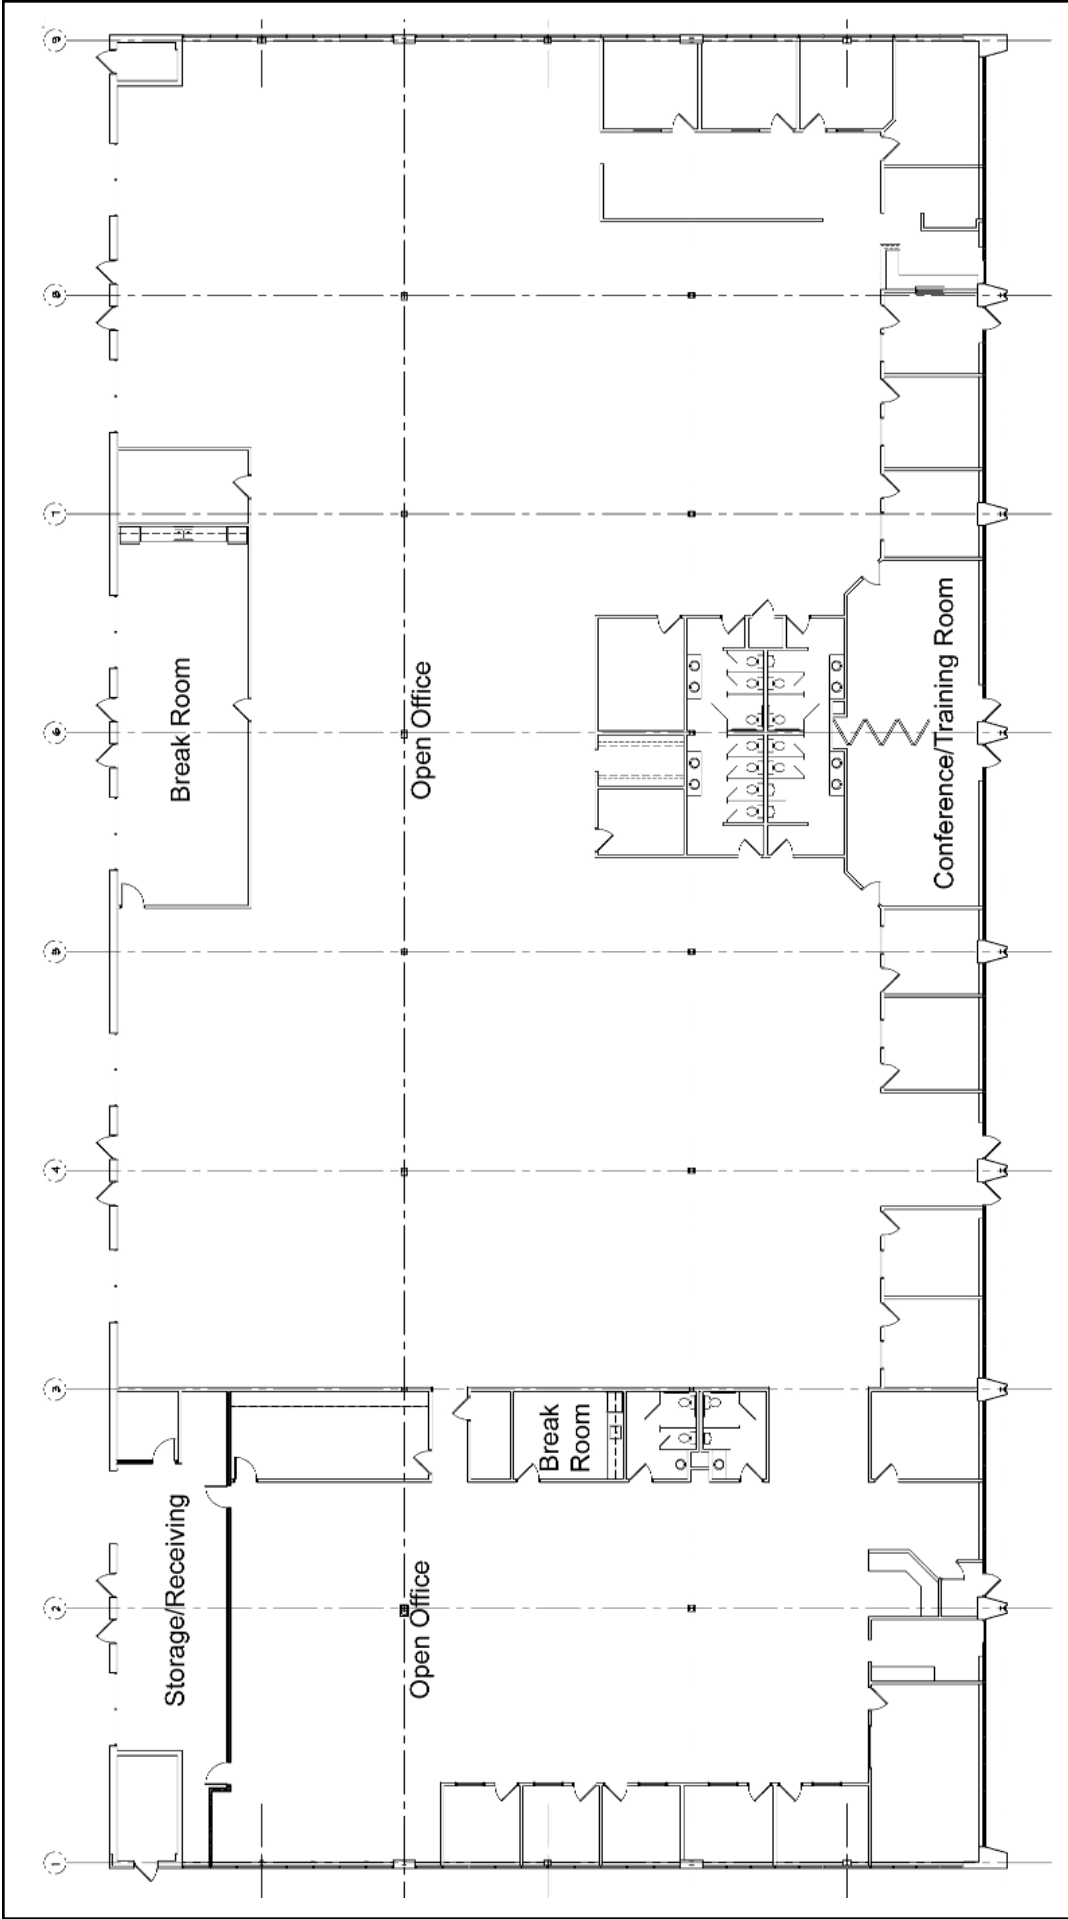 9
8
7
Break Room
Open Office
Conference/Training Room
6
5
4
3
Break
Room
Storage/Receiving
Open Office
2
1